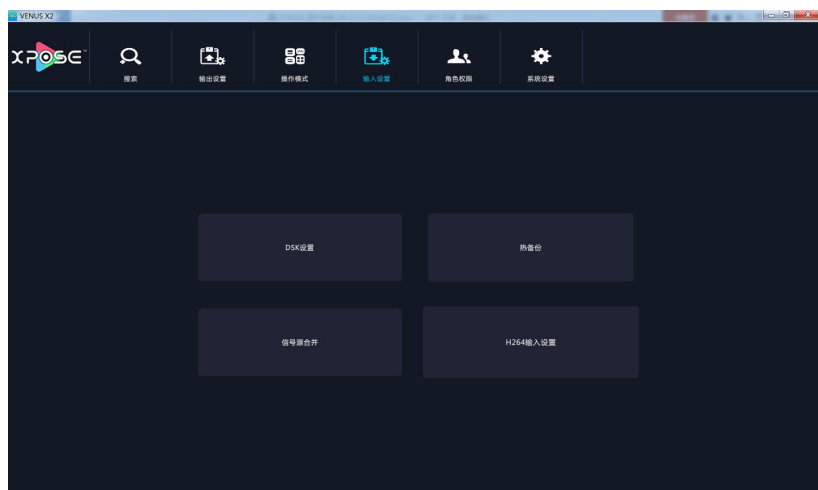 VENUS X2
XPOSE™
搜索
输出设置
操作模式
输入设置
角色权限
系统设置
DSK设置
热备份
信号源合并
H264输入设置